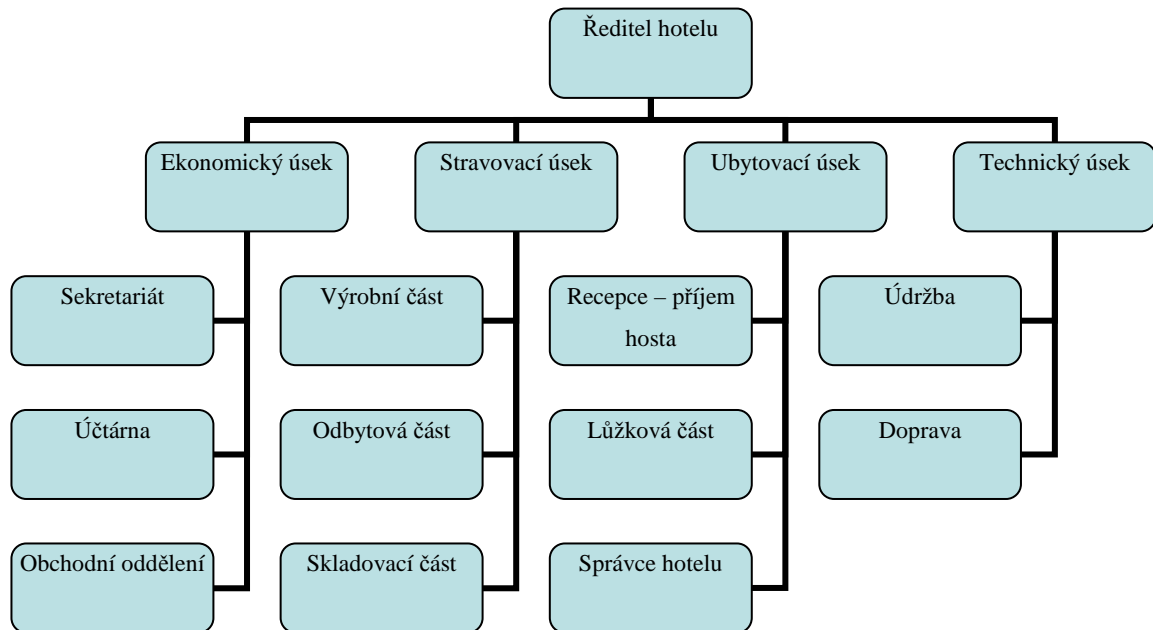 Ředitel hotelu
Ekonomický úsek
Stravovací úsek
Ubytovací úsek
Technický úsek
Sekretariát
Výrobní část
Recepce – příjem
hosta
Údržba
Účtárna
Odbytová část
Lůžková část
Doprava
Obchodní oddělení
Skladovací část
Správce hotelu